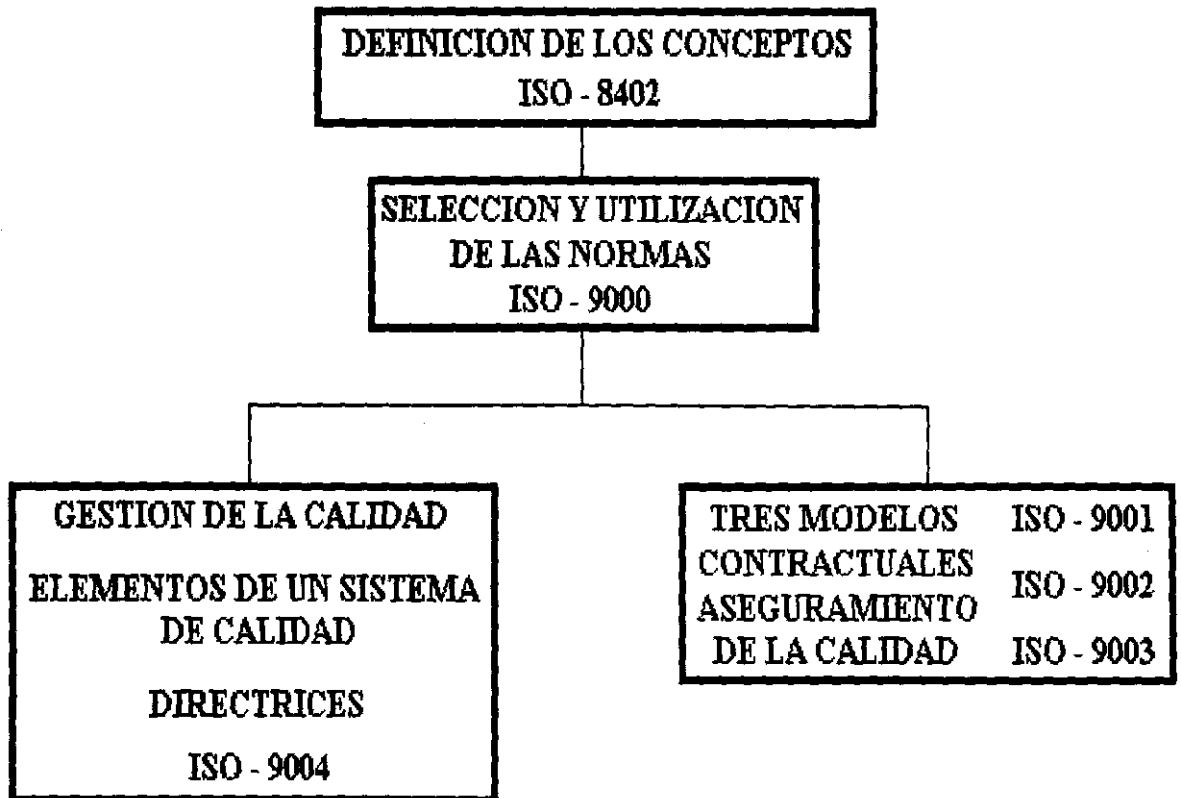 DEFINICION DE LOS CONCEPTOS
ISO - 8402
SELECCION Y UTILIZACION
DE LAS NORMAS
ISO - 9000
GESTION DE LA CALIDAD
ELEMENTOS DE UN SISTEMA
DE CALIDAD
DIRECTRICES
ISO - 9004
TRES MODELOS
CONTRACTUALES
ASEGURAMIENTO
DE LA CALIDAD
ISO - 9001
ISO - 9002
ISO - 9003